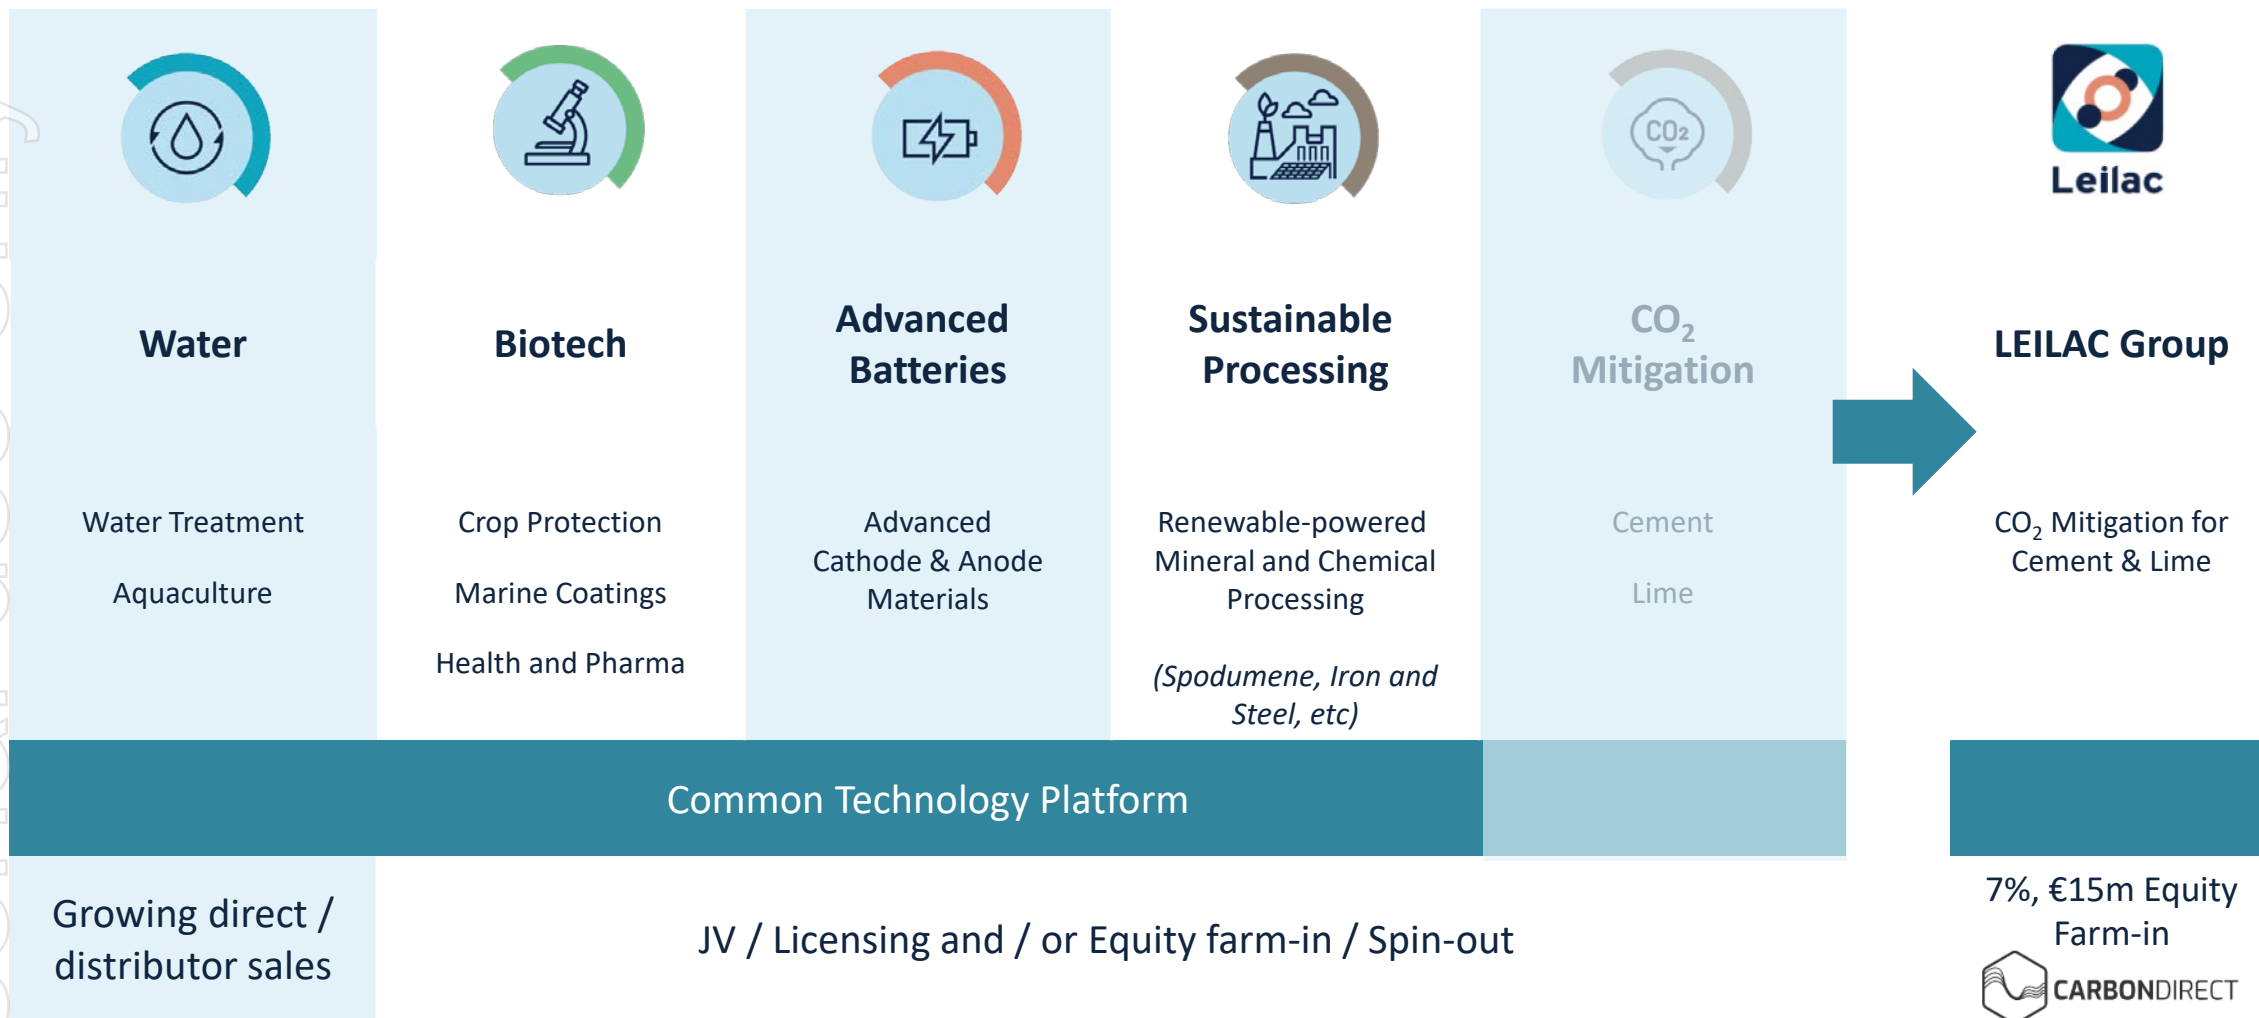 CO2
Leilac
Water
Biotech
Advanced
Batteries
Sustainable
Processing
CO2
Mitigation
LEILAC Group
Water Treatment
Aquaculture
Crop Protection
Marine Coatings
Health and Pharma
Advanced
Cathode & Anode
Materials
Renewable-powered
Mineral and Chemical
Processing
(Spodumene, Iron and
Steel, etc)
Cement
Lime
CO2 Mitigation for
Cement & Lime
Common Technology Platform
Growing direct /
distributor sales
JV / Licensing and / or Equity farm-in / Spin-out
7%, €15m Equity
Farm-in
CARBONDIRECT